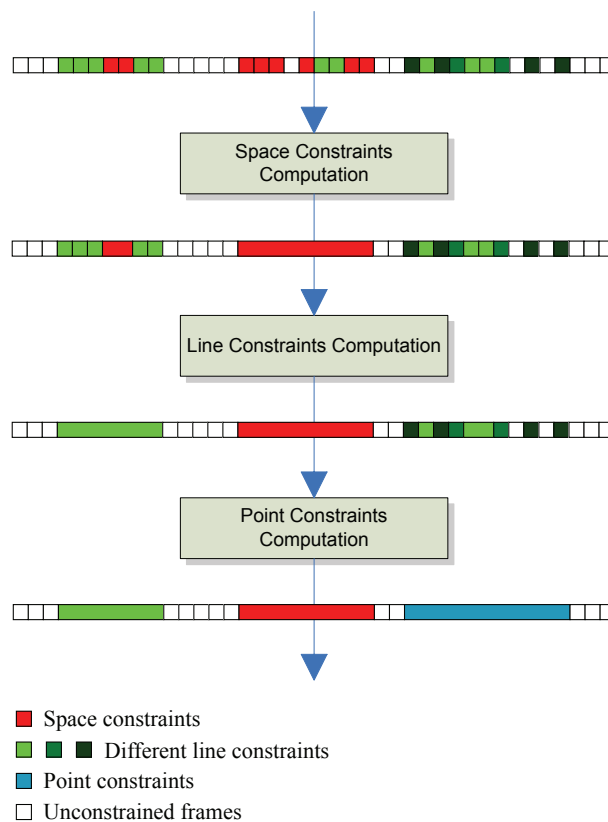 Space Constraints
Computation
Line Constraints Computation
Point Constraints
Computation
Space constraints
Different line constraints
Point constraints
Unconstrained frames